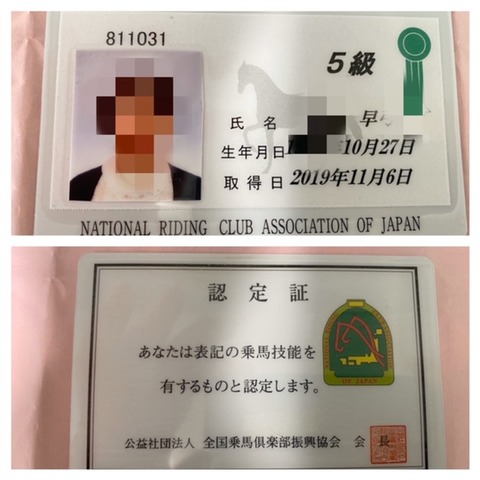 811031
5級
氏名 早
生年月日 10月27日
取得日 2019年11月6日
NATIONAL RIDING CLUB ASSOCIATION OF JAPAN
認定証
あなたは表記の乗馬技能を
有するものと認定します。
OF JAPAN
公益社団法人 全国乗馬倶楽部振興協会 会長